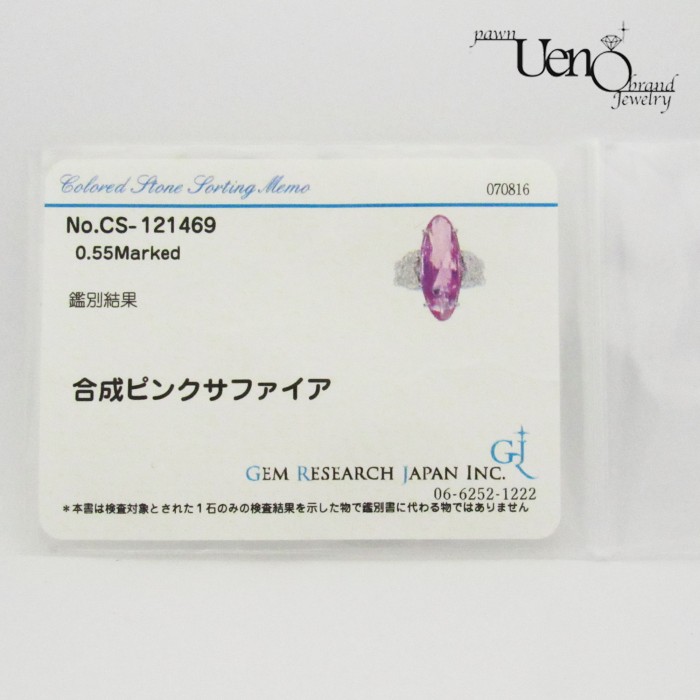 pawn
Ueno
brand
Jewelry
Colored Stone Sorting Memo
070816
No.CS-121469
0.55Marked
鑑別結果
合成ピンクサファイア
GJ
GEM RESEARCH JAPAN INC.
06-6252-1222
*本書は検査対象とされた1石のみの検査結果を示した物で鑑別書に代わる物ではありません